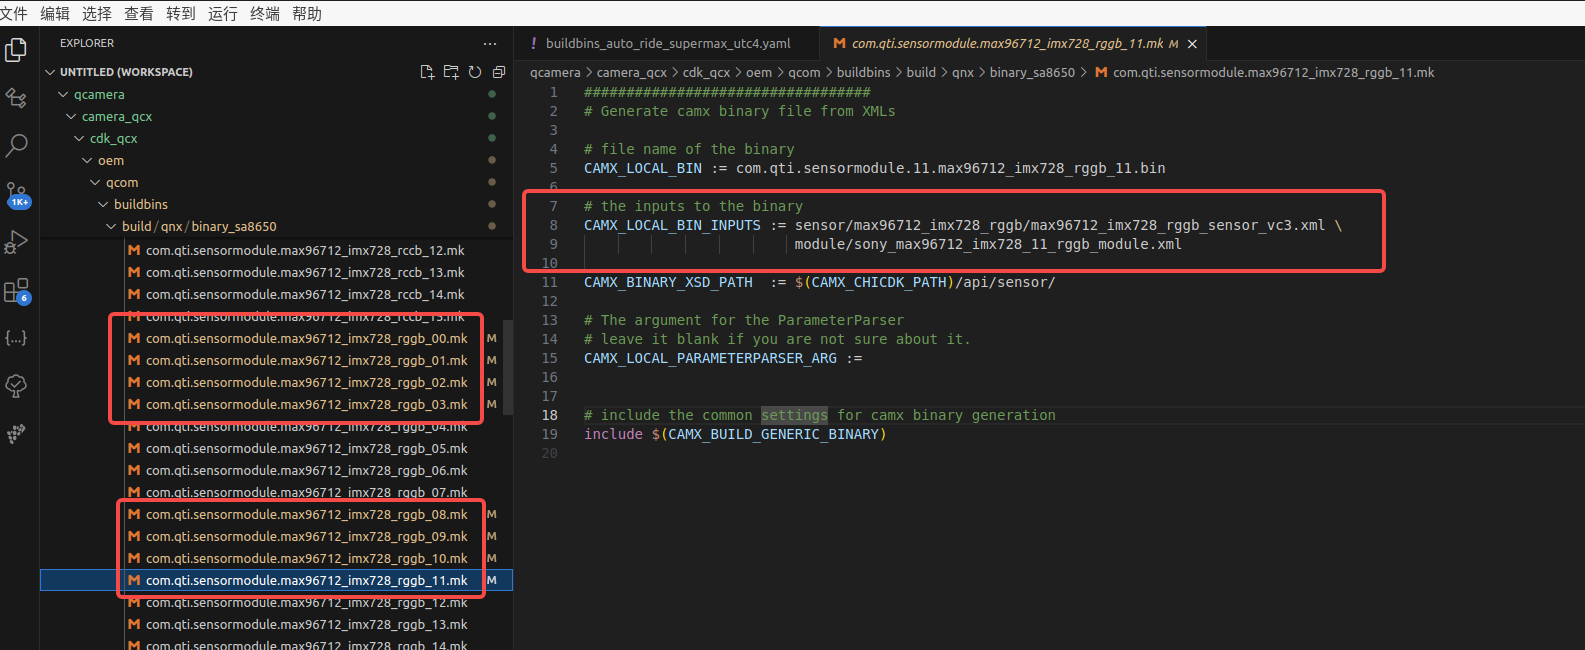 文件 编辑 选择 查看 转到 运行 终端 帮助
EXPLORER
UNTITLED (WORKSPACE)
qcamera
camera_qcx
cdk_qcx
oem
qcom
buildbins
build / qnx / binary_sa8650
com.qti.sensormodule.max96712_imx728_rccb_12.mk
com.qti.sensormodule.max96712_imx728_rccb_13.mk
com.qti.sensormodule.max96712_imx728_rccb_14.mk
com.qti.sensormodule.max96712_imx728_rccb_15.mk
com.qti.sensormodule.max96712_imx728_rggb_00.mk M
com.qti.sensormodule.max96712_imx728_rggb_01.mk M
com.qti.sensormodule.max96712_imx728_rggb_02.mk M
com.qti.sensormodule.max96712_imx728_rggb_03.mk M
com.qti.sensormodule.max96712_imx728_rggb_04.mk
com.qti.sensormodule.max96712_imx728_rggb_05.mk
com.qti.sensormodule.max96712_imx728_rggb_06.mk
com.qti.sensormodule.max96712_imx728_rggb_07.mk
com.qti.sensormodule.max96712_imx728_rggb_08.mk M
com.qti.sensormodule.max96712_imx728_rggb_09.mk M
com.qti.sensormodule.max96712_imx728_rggb_10.mk M
com.qti.sensormodule.max96712_imx728_rggb_11.mk M
com.qti.sensormodule.max96712_imx728_rggb_12.mk
com.qti.sensormodule.max96712_imx728_rggb_13.mk
com.qti.sensormodule.max96712_imx728_rggb_14.mk
1K+
6
! buildbins_auto_ride_supermax_utc4.yaml
M com.qti.sensormodule.max96712_imx728_rggb_11.mk M
qcamera > camera_qcx > cdk_qcx > oem > qcom > buildbins > build > qnx > binary_sa8650 > M com.qti.sensormodule.max96712_imx728_rggb_11.mk
1 ##################################
2 # Generate camx binary file from XMLs
3
4 # file name of the binary
5 CAMX_LOCAL_BIN := com.qti.sensormodule.11.max96712_imx728_rggb_11.bin
6
7 # the inputs to the binary
8 CAMX_LOCAL_BIN_INPUTS := sensor/max96712_imx728_rggb/max96712_imx728_rggb_sensor_vc3.xml \
9 module/sony_max96712_imx728_11_rggb_module.xml
10
11 CAMX_BINARY_XSD_PATH := $(CAMX_CHICDK_PATH)/api/sensor/
12
13 # The argument for the ParameterParser
14 # leave it blank if you are not sure about it.
15 CAMX_LOCAL_PARAMETERPARSER_ARG :=
16
17
18 # include the common settings for camx binary generation
19 include $(CAMX_BUILD_GENERIC_BINARY)
20